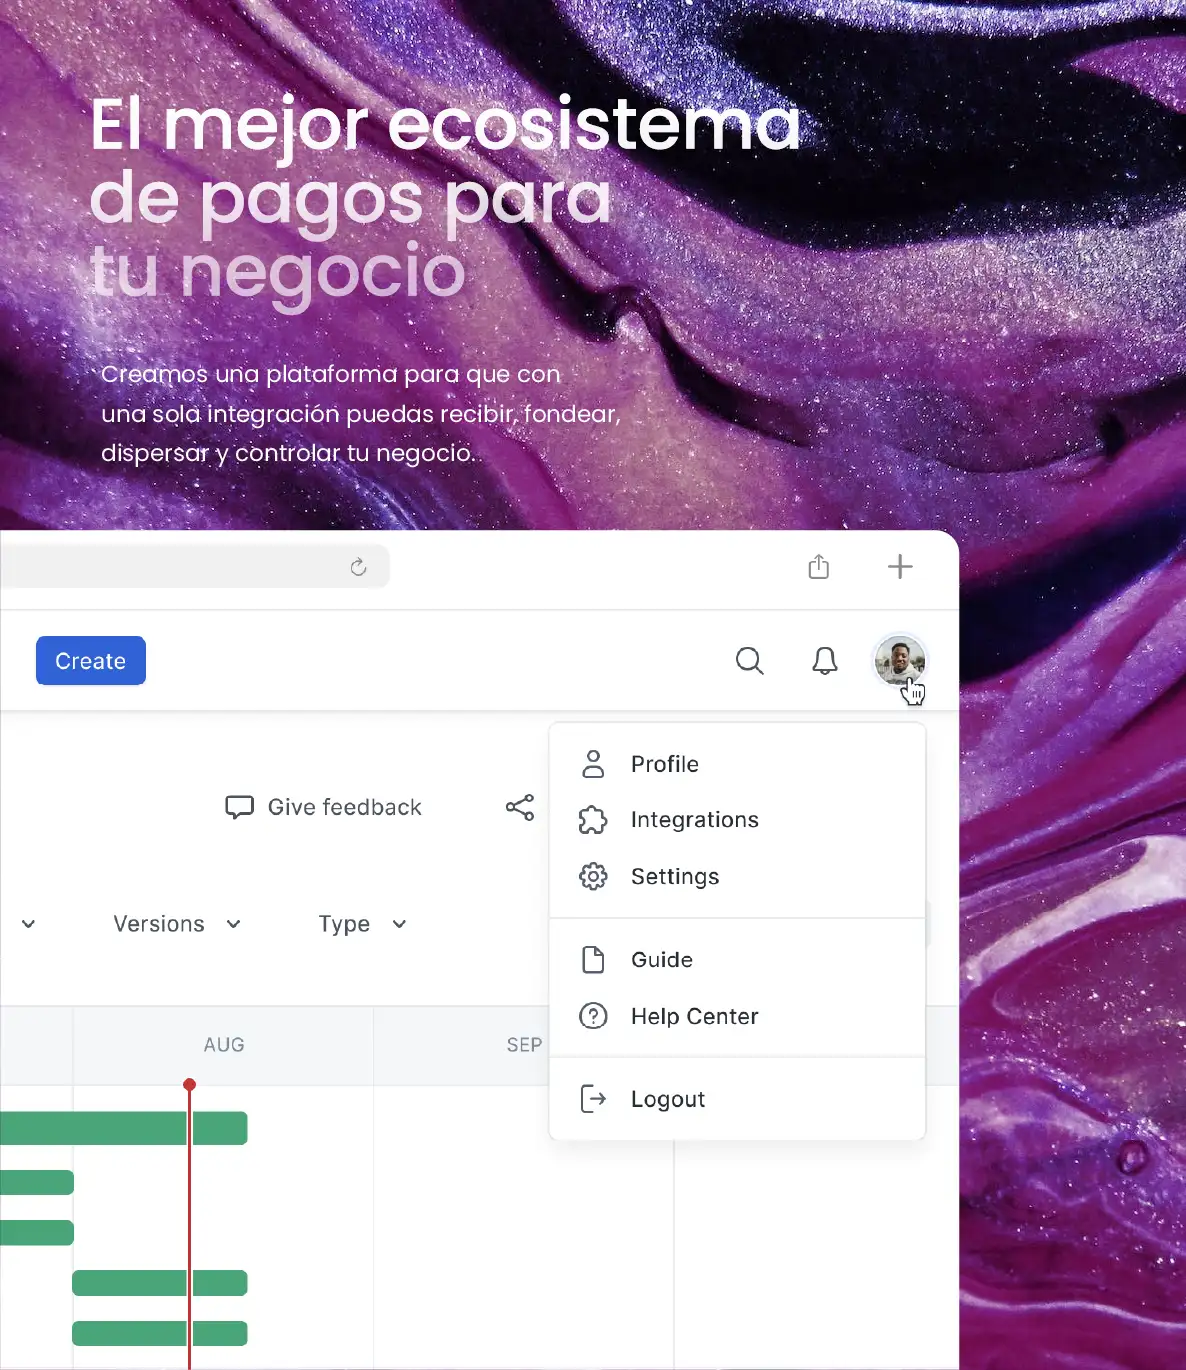 El mejor ecosistema
de pagos para
tu negocio
Creamos una plataforma para que con
una sola integración puedas recibir, fondear,
dispersar y controlar tu negocio..
Create
Profile
Give feedback
Integrations
Settings
Versions
Type
Guide
Help Center
AUG
SEP
Logout